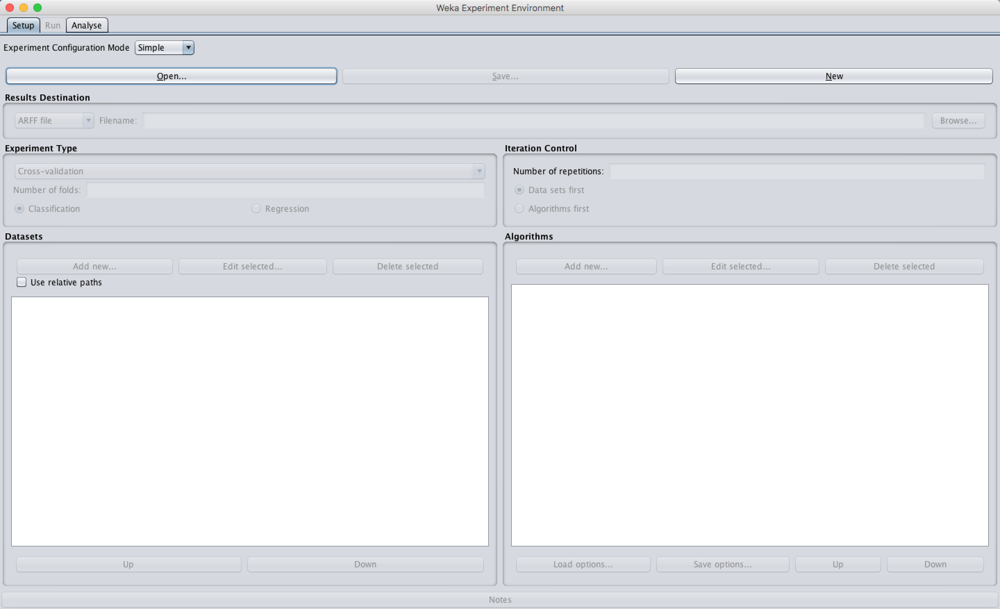 Weka Experiment Environment
Setup Run Analyse
Experiment Configuration Mode Simple
Open... Save... New
Results Destination
ARFF file Filename: Browse...
Experiment Type
Cross-validation
Number of folds:
Classification Regression
Iteration Control
Number of repetitions:
Data sets first
Algorithms first
Datasets
Add new... Edit selected... Delete selected
Use relative paths
Up Down
Algorithms
Add new... Edit selected... Delete selected
Load options... Save options... Up Down
Notes